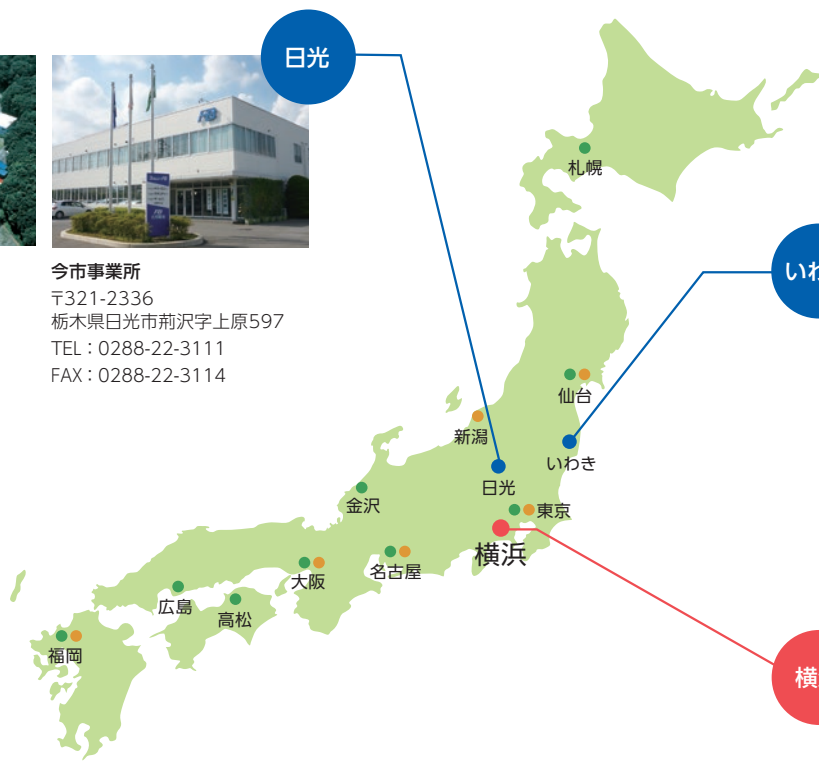 日光
今市事業所
〒321-2336
栃木県日光市荊沢字上原597
TEL：0288-22-3111
FAX：0288-22-3114
札幌
いわ
仙台
新潟
いわき
日光
金沢
東京
横浜
名古屋
大阪
広島
高松
福岡
横